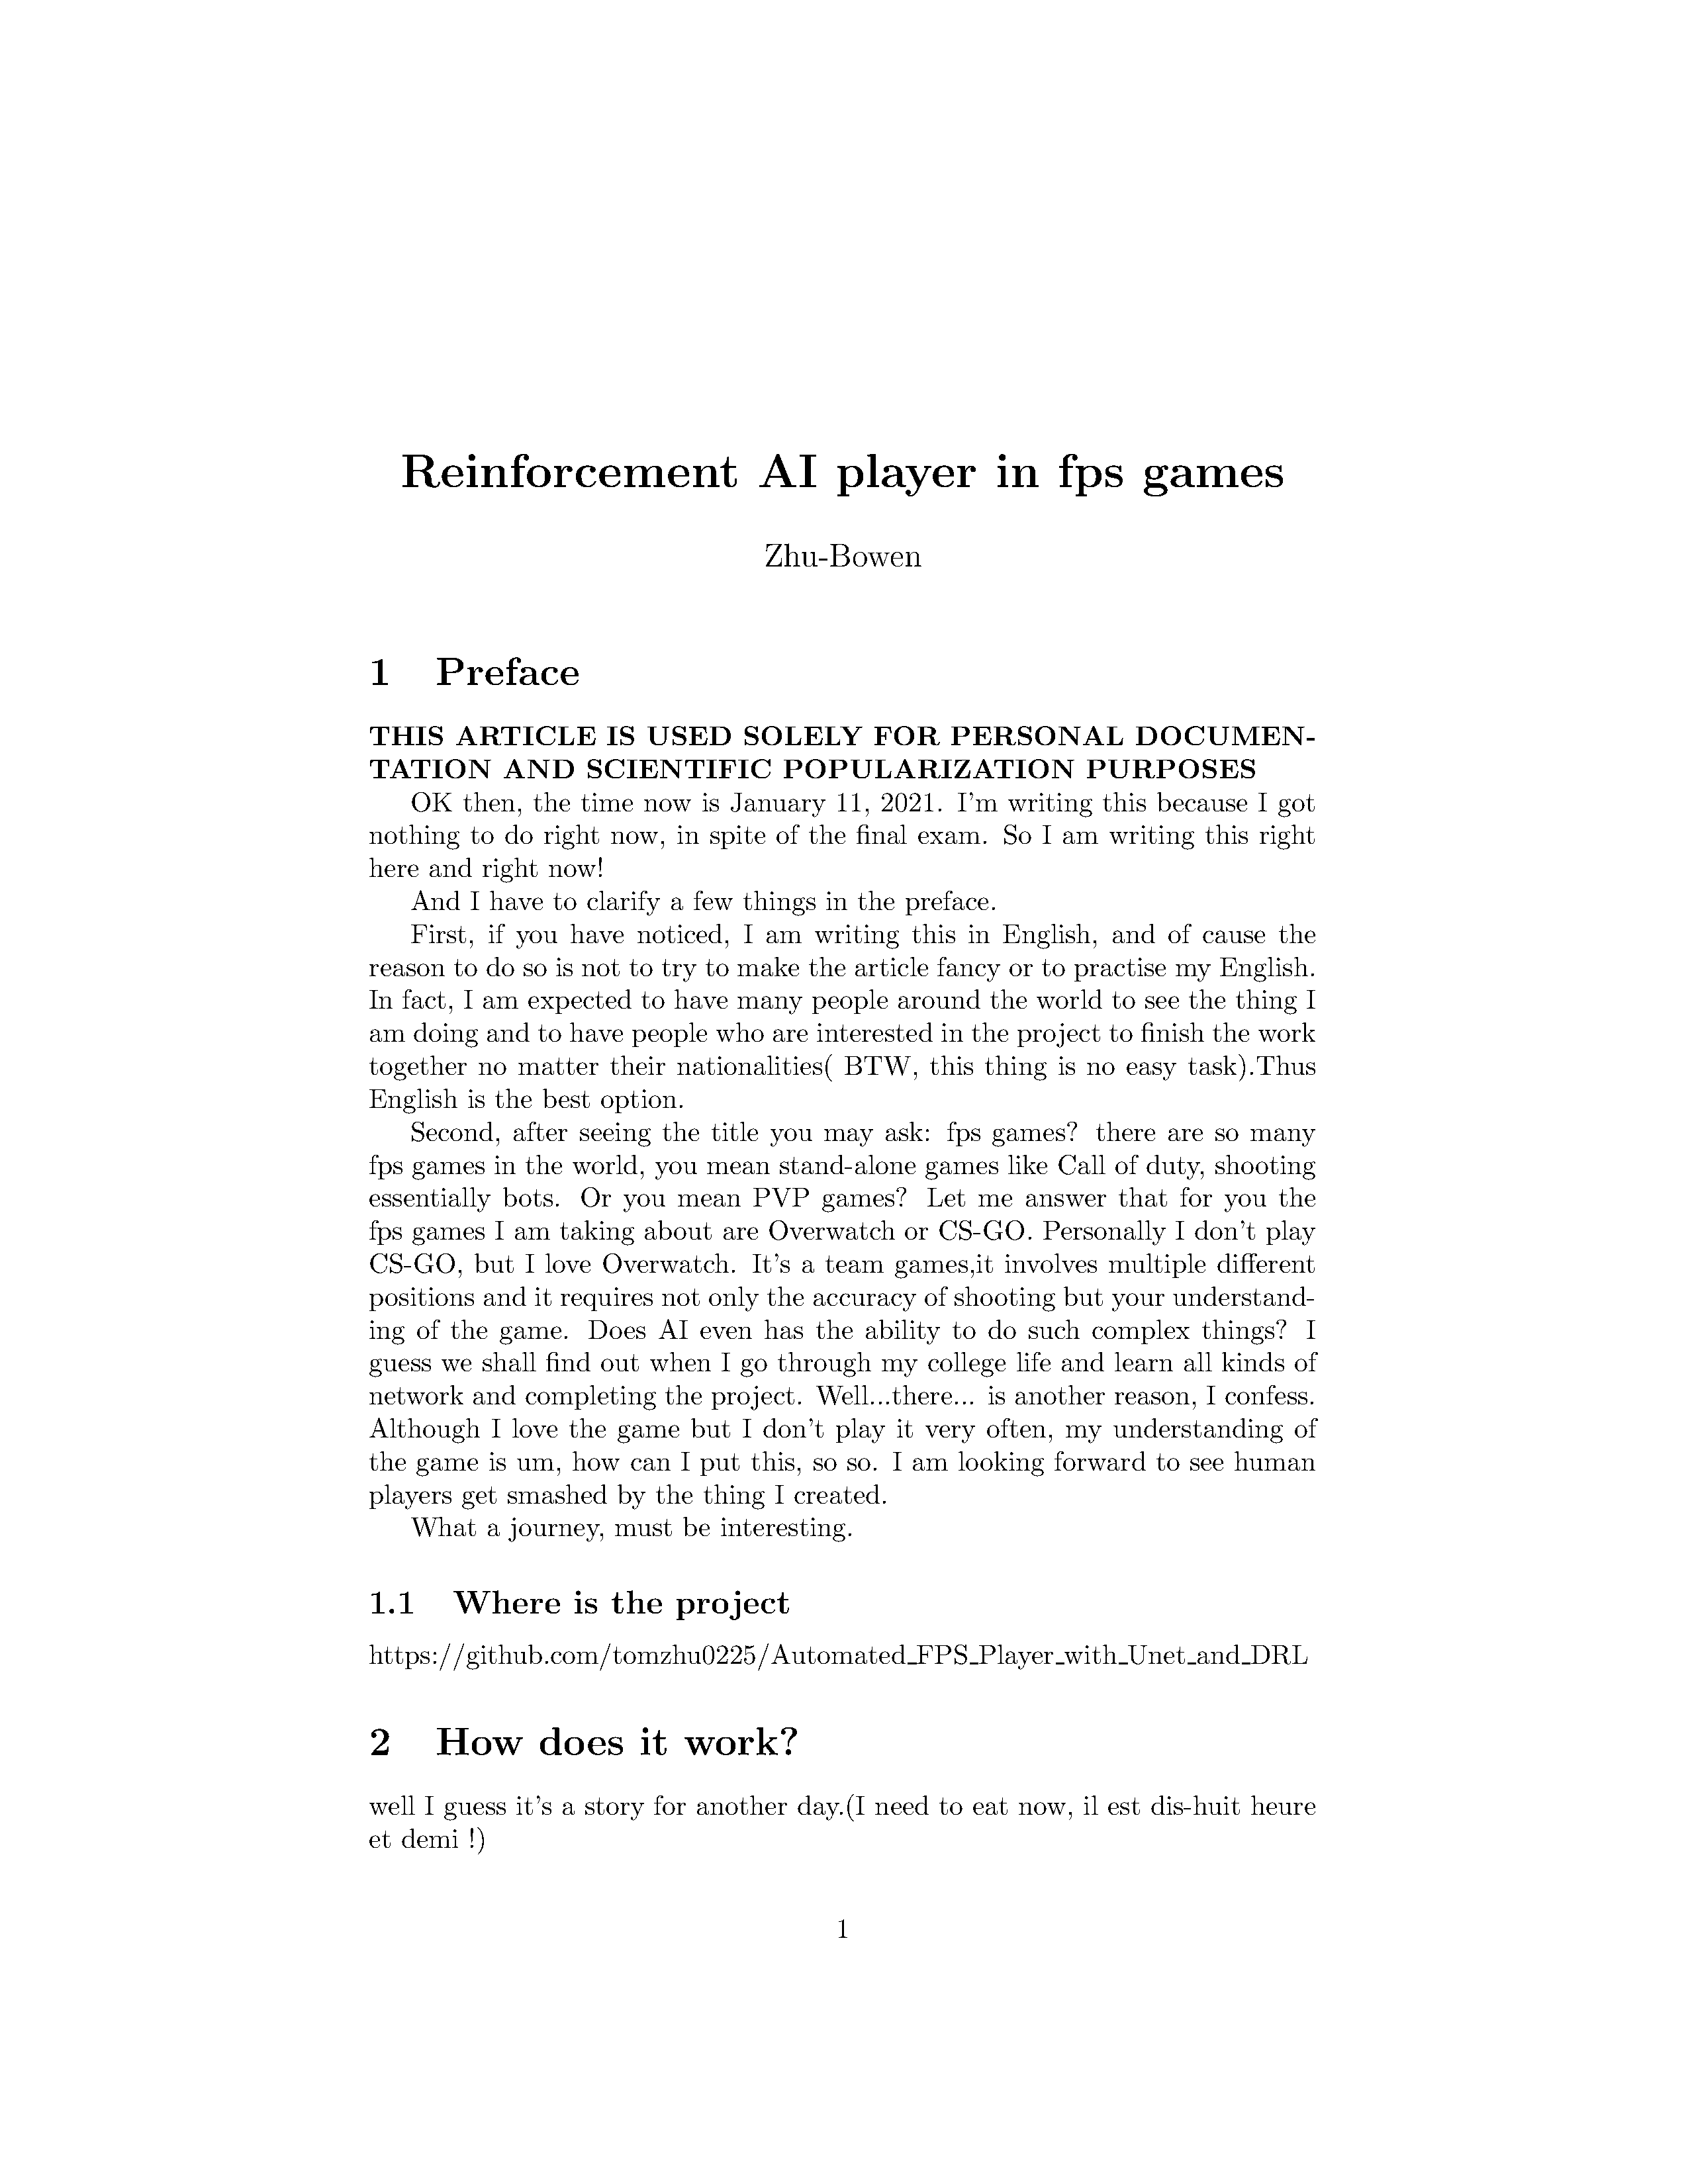 Reinforcement AI player in fps games
Zhu-Bowen
1 Preface
THIS ARTICLE IS USED SOLELY FOR PERSONAL DOCUMEN-
TATION AND SCIENTIFIC POPULARIZATION PURPOSES
OK then, the time now is January 11, 2021. I'm writing this because I got
nothing to do right now, in spite of the final exam. So I am writing this right
here and right now!
And I have to clarify a few things in the preface.
First, if you have noticed, I am writing this in English, and of cause the
reason to do so is not to try to make the article fancy or to practise my English.
In fact, I am expected to have many people around the world to see the thing I
am doing and to have people who are interested in the project to finish the work
together no matter their nationalities( BTW, this thing is no easy task).Thus
English is the best option.
Second, after seeing the title you may ask: fps games? there are so many
fps games in the world, you mean stand-alone games like Call of duty, shooting
essentially bots. Or you mean PVP games? Let me answer that for you the
fps games I am taking about are Overwatch or CS-GO. Personally I don't play
CS-GO, but I love Overwatch. It's a team games,it involves multiple different
positions and it requires not only the accuracy of shooting but your understand-
ing of the game. Does AI even has the ability to do such complex things? I
guess we shall find out when I go through my college life and learn all kinds of
network and completing the project. Well...there... is another reason, I confess.
Although I love the game but I don't play it very often, my understanding of
the game is um, how can I put this, so so. I am looking forward to see human
players get smashed by the thing I created.
What a journey, must be interesting.
1.1 Where is the project
https://github.com/tomzhu0225/Automated_FPS_Player_with_Unet_and_DRL
2 How does it work?
well I guess it's a story for another day.(I need to eat now, il est dis-huit heure
et demi !)
1